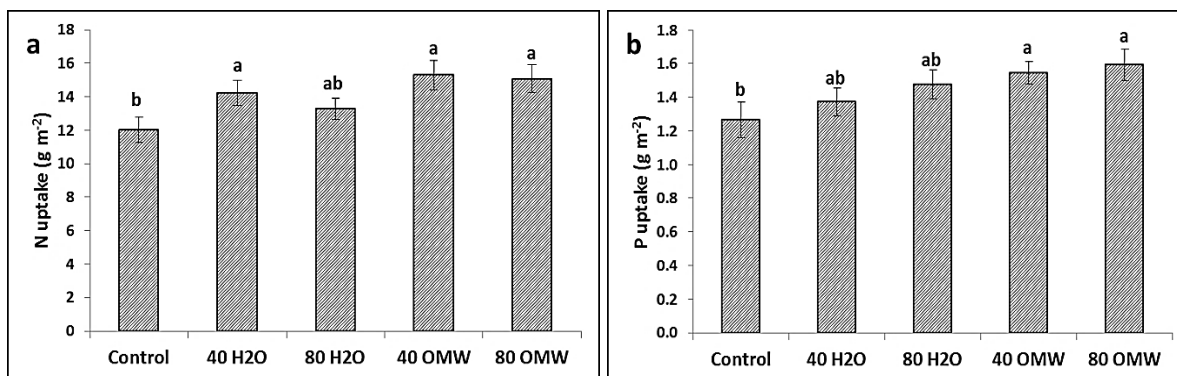 a
N uptake (g m⁻²)
18
16
14
12
10
8
6
4
2
0
b
a
ab
a
a
Control
40 H2O
80 H2O
40 OMW
80 OMW
b
P uptake (g m⁻²)
1.8
1.6
1.4
1.2
1.0
0.8
0.6
0.4
0.2
0.0
b
ab
ab
a
a
Control
40 H2O
80 H2O
40 OMW
80 OMW